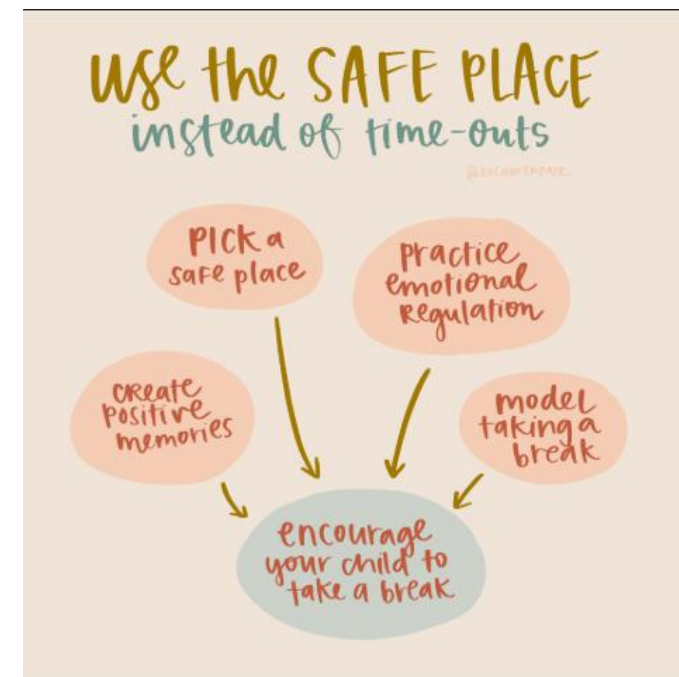 use the SAFE PLACE
instead of time-outs
PICK a
safe place
practice
emotional
regulation
create
positive
memories
model
taking a
break
encourage
your child to
take a break